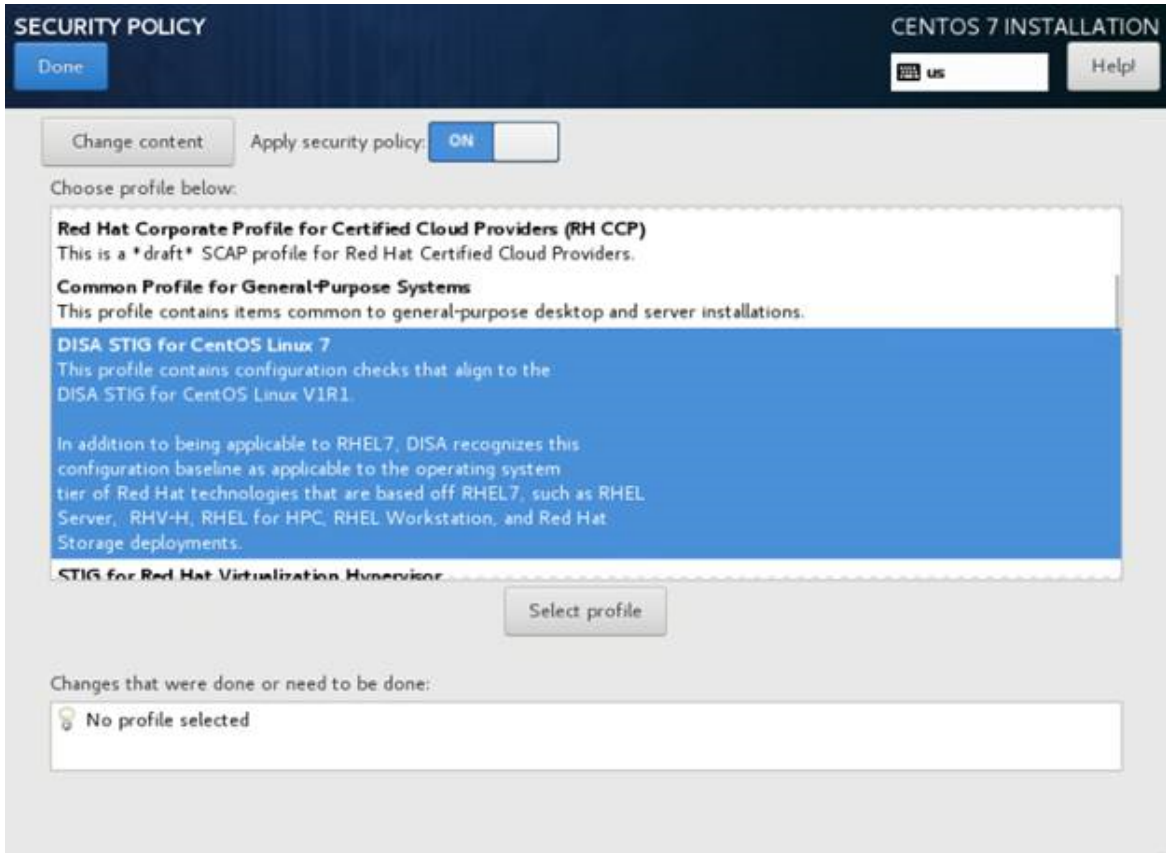 SECURITY POLICY
CENTOS 7 INSTALLATION
Done
us
Help!
Change content
Apply security policy:
ON
Choose profile below:
Red Hat Corporate Profile for Certified Cloud Providers (RH CCP)
This is a *draft* SCAP profile for Red Hat Certified Cloud Providers.
Common Profile for General-Purpose Systems
This profile contains items common to general-purpose desktop and server installations.
DISA STIG for CentOS Linux 7
This profile contains configuration checks that align to the
DISA STIG for CentOS Linux V1R1.
In addition to being applicable to RHEL7, DISA recognizes this
configuration baseline as applicable to the operating system
tier of Red Hat technologies that are based off RHEL7, such as RHEL
Server, RHV-H, RHEL for HPC, RHEL Workstation, and Red Hat
Storage deployments.
STIG for Red Hat Virtualization Hypervisor
Select profile
Changes that were done or need to be done:
No profile selected